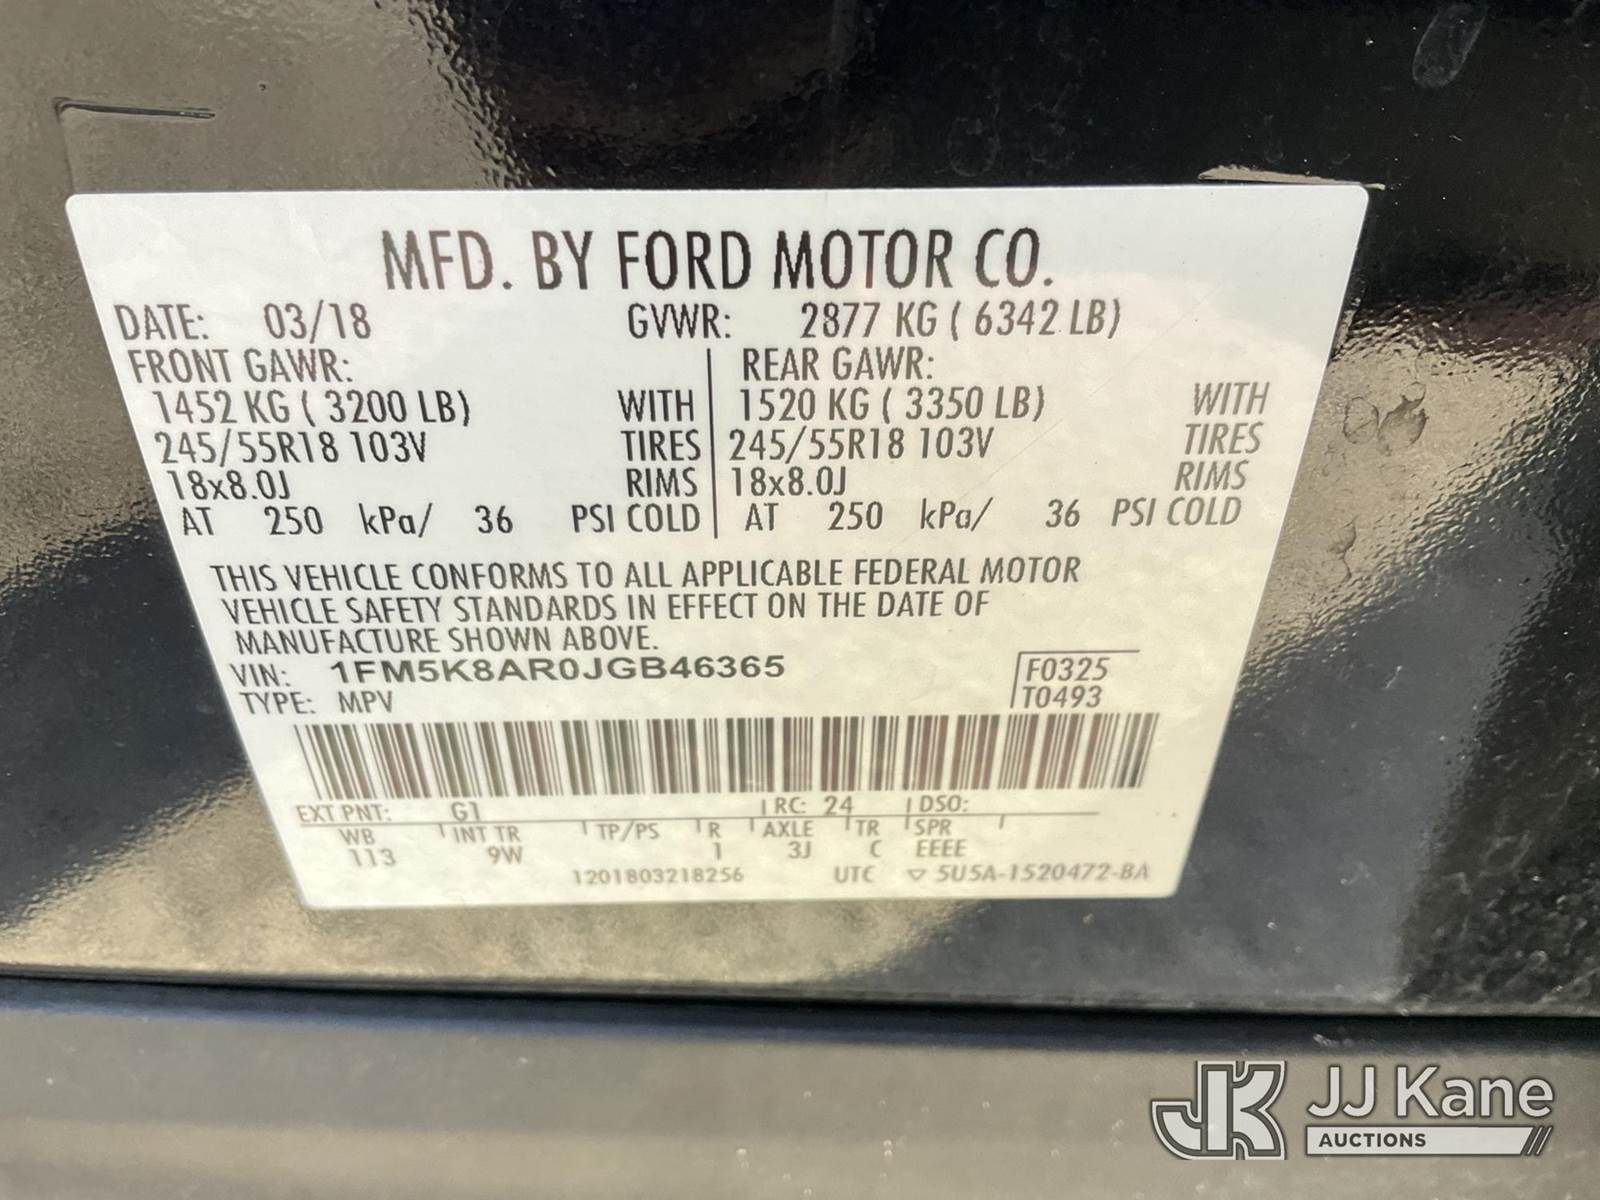 MFD. BY FORD MOTOR CO.
DATE: 03/18 GVWR: 2877 KG ( 6342 LB)
FRONT GAWR: REAR GAWR:
1452 KG ( 3200 LB) WITH 1520 KG ( 3350 LB) WITH
245/55R18 103V TIRES 245/55R18 103V TIRES
18x8.0J RIMS 18x8.0J RIMS
AT 250 kPa/ 36 PSI COLD AT 250 kPa/ 36 PSI COLD
THIS VEHICLE CONFORMS TO ALL APPLICABLE FEDERAL MOTOR
VEHICLE SAFETY STANDARDS IN EFFECT ON THE DATE OF
MANUFACTURE SHOWN ABOVE.
VIN: 1FM5K8AR0JGB46365 F0325
TYPE: MPV T0493
EXT PNT: G1 RC: 24 DSO:
WB INT TR TP/PS R AXLE TR SPR
113 9W 1 3J C EEEE
1201803218256 UTC ▽ 5U5A-1520472-BA
JK JJ Kane
AUCTIONS